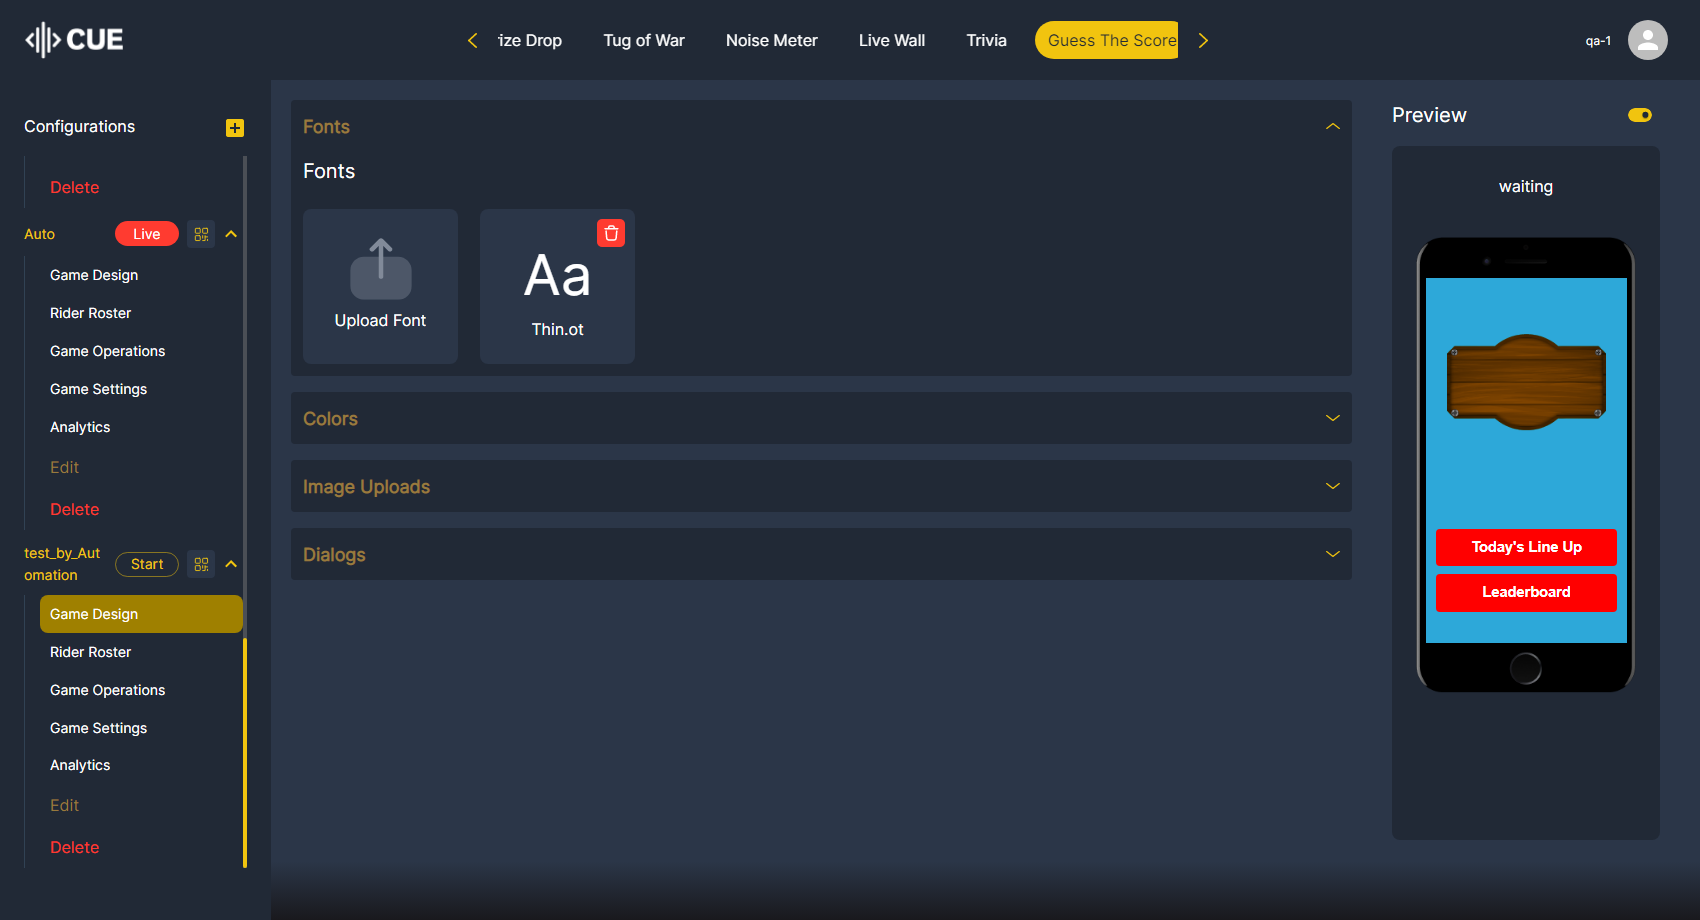 CUE
ize Drop
Tug of War
Noise Meter
Live Wall
Trivia
Guess The Score
qa-1
Configurations
Delete
Auto
Live
Game Design
Rider Roster
Game Operations
Game Settings
Analytics
Edit
Delete
test_by_Aut
omation
Start
Game Design
Rider Roster
Game Operations
Game Settings
Analytics
Edit
Delete
Fonts
Fonts
Upload Font
Aa
Thin.ot
Colors
Image Uploads
Dialogs
Preview
waiting
Today's Line Up
Leaderboard